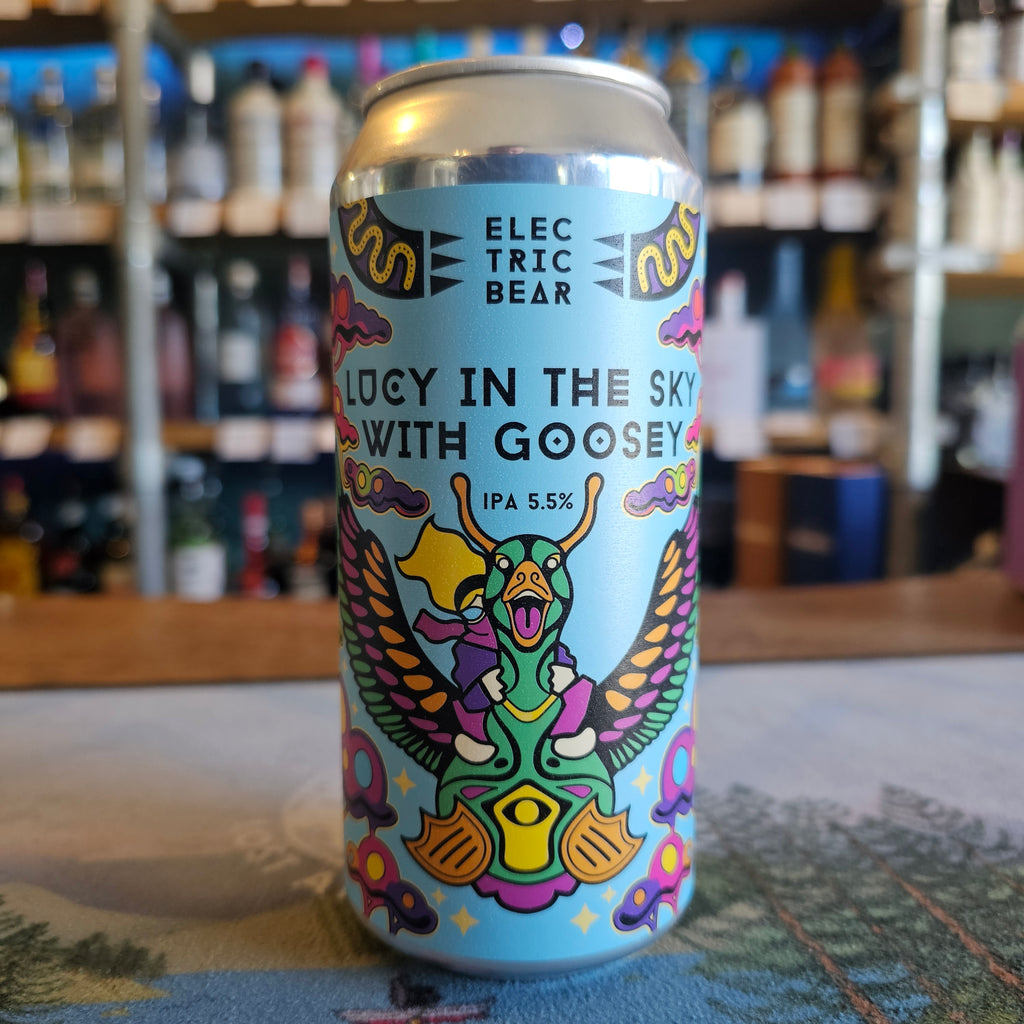 ELEC
TRIC
BEAR
LUCY IN THE SKY
WITH GOOSEY
IPA 5.5%